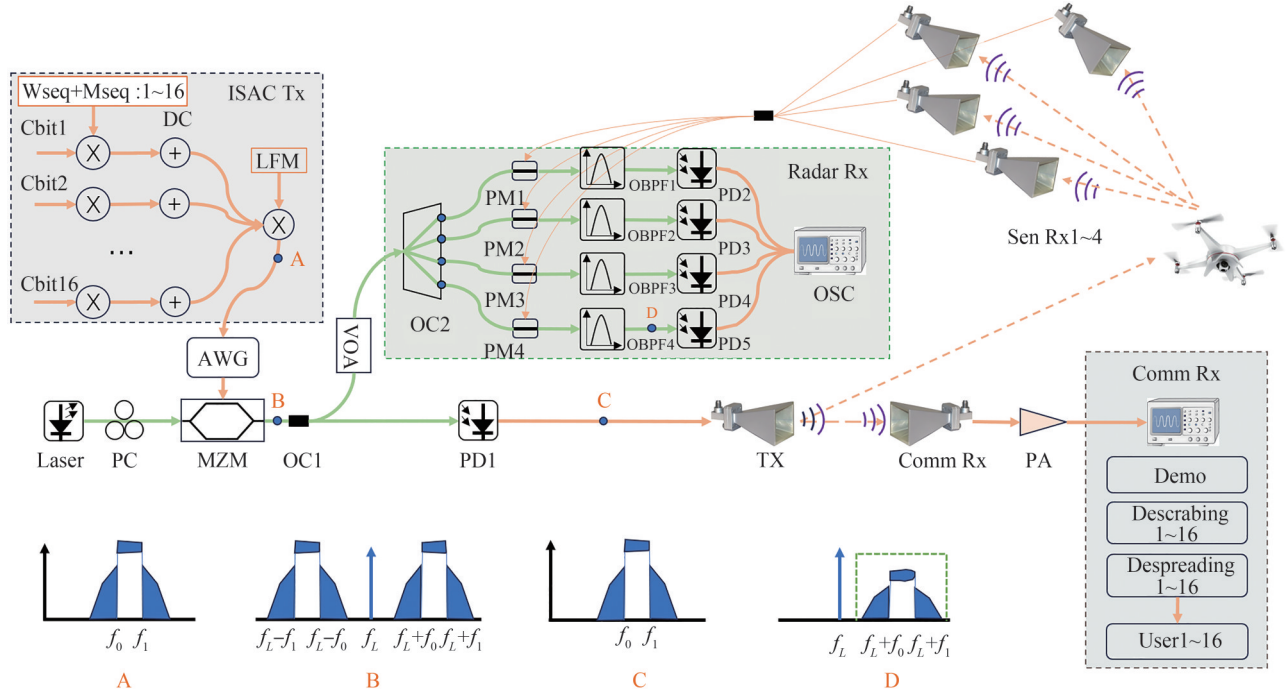 Wseq+Mseq :1~16
ISAC Tx
Cbit1
DC
X
+
LFM
Cbit2
X
+
X
A
...
Cbit16
X
+
AWG
Laser
PC
MZM
B
OC1
VOA
OC2
Radar Rx
PM1
OBPF1
PD2
PM2
OBPF2
PD3
PM3
OBPF3
PD4
PM4
D
OBPF4
PD5
OSC
Sen Rx1~4
PD1
C
TX
Comm Rx
PA
Comm Rx
Demo
Descrabing
1~16
Despreading
1~16
User1~16
f0 f1
A
fL–f1 fL–f0 fL fL+f0 fL+f1
B
f0 f1
C
fL fL+f0 fL+f1
D